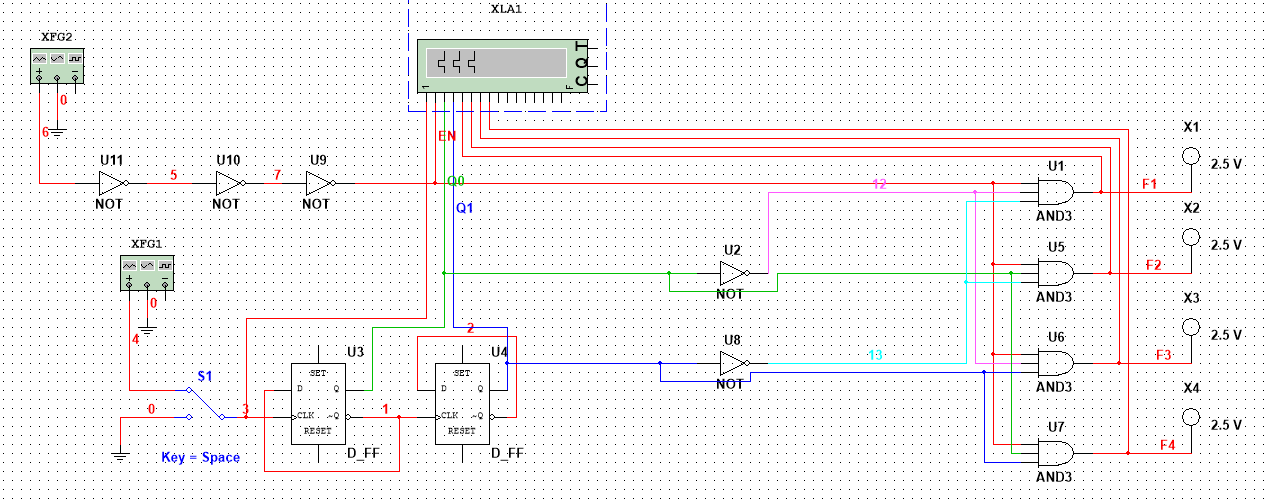 XLA1
XFG2
T
Q
C
1
F
0
6
EN
X1
2.5 V
U11
NOT
5
U10
NOT
7
U9
NOT
Q0
Q1
12
U1
AND3
F1
X2
2.5 V
XFG1
0
4
U2
NOT
U5
AND3
F2
X3
2.5 V
2
U3
SET
D Q
CLK ~Q
RESET
D_FF
1
U4
SET
D Q
CLK ~Q
RESET
D_FF
U8
NOT
13
U6
AND3
F3
X4
2.5 V
S1
0
3
Key = Space
U7
AND3
F4